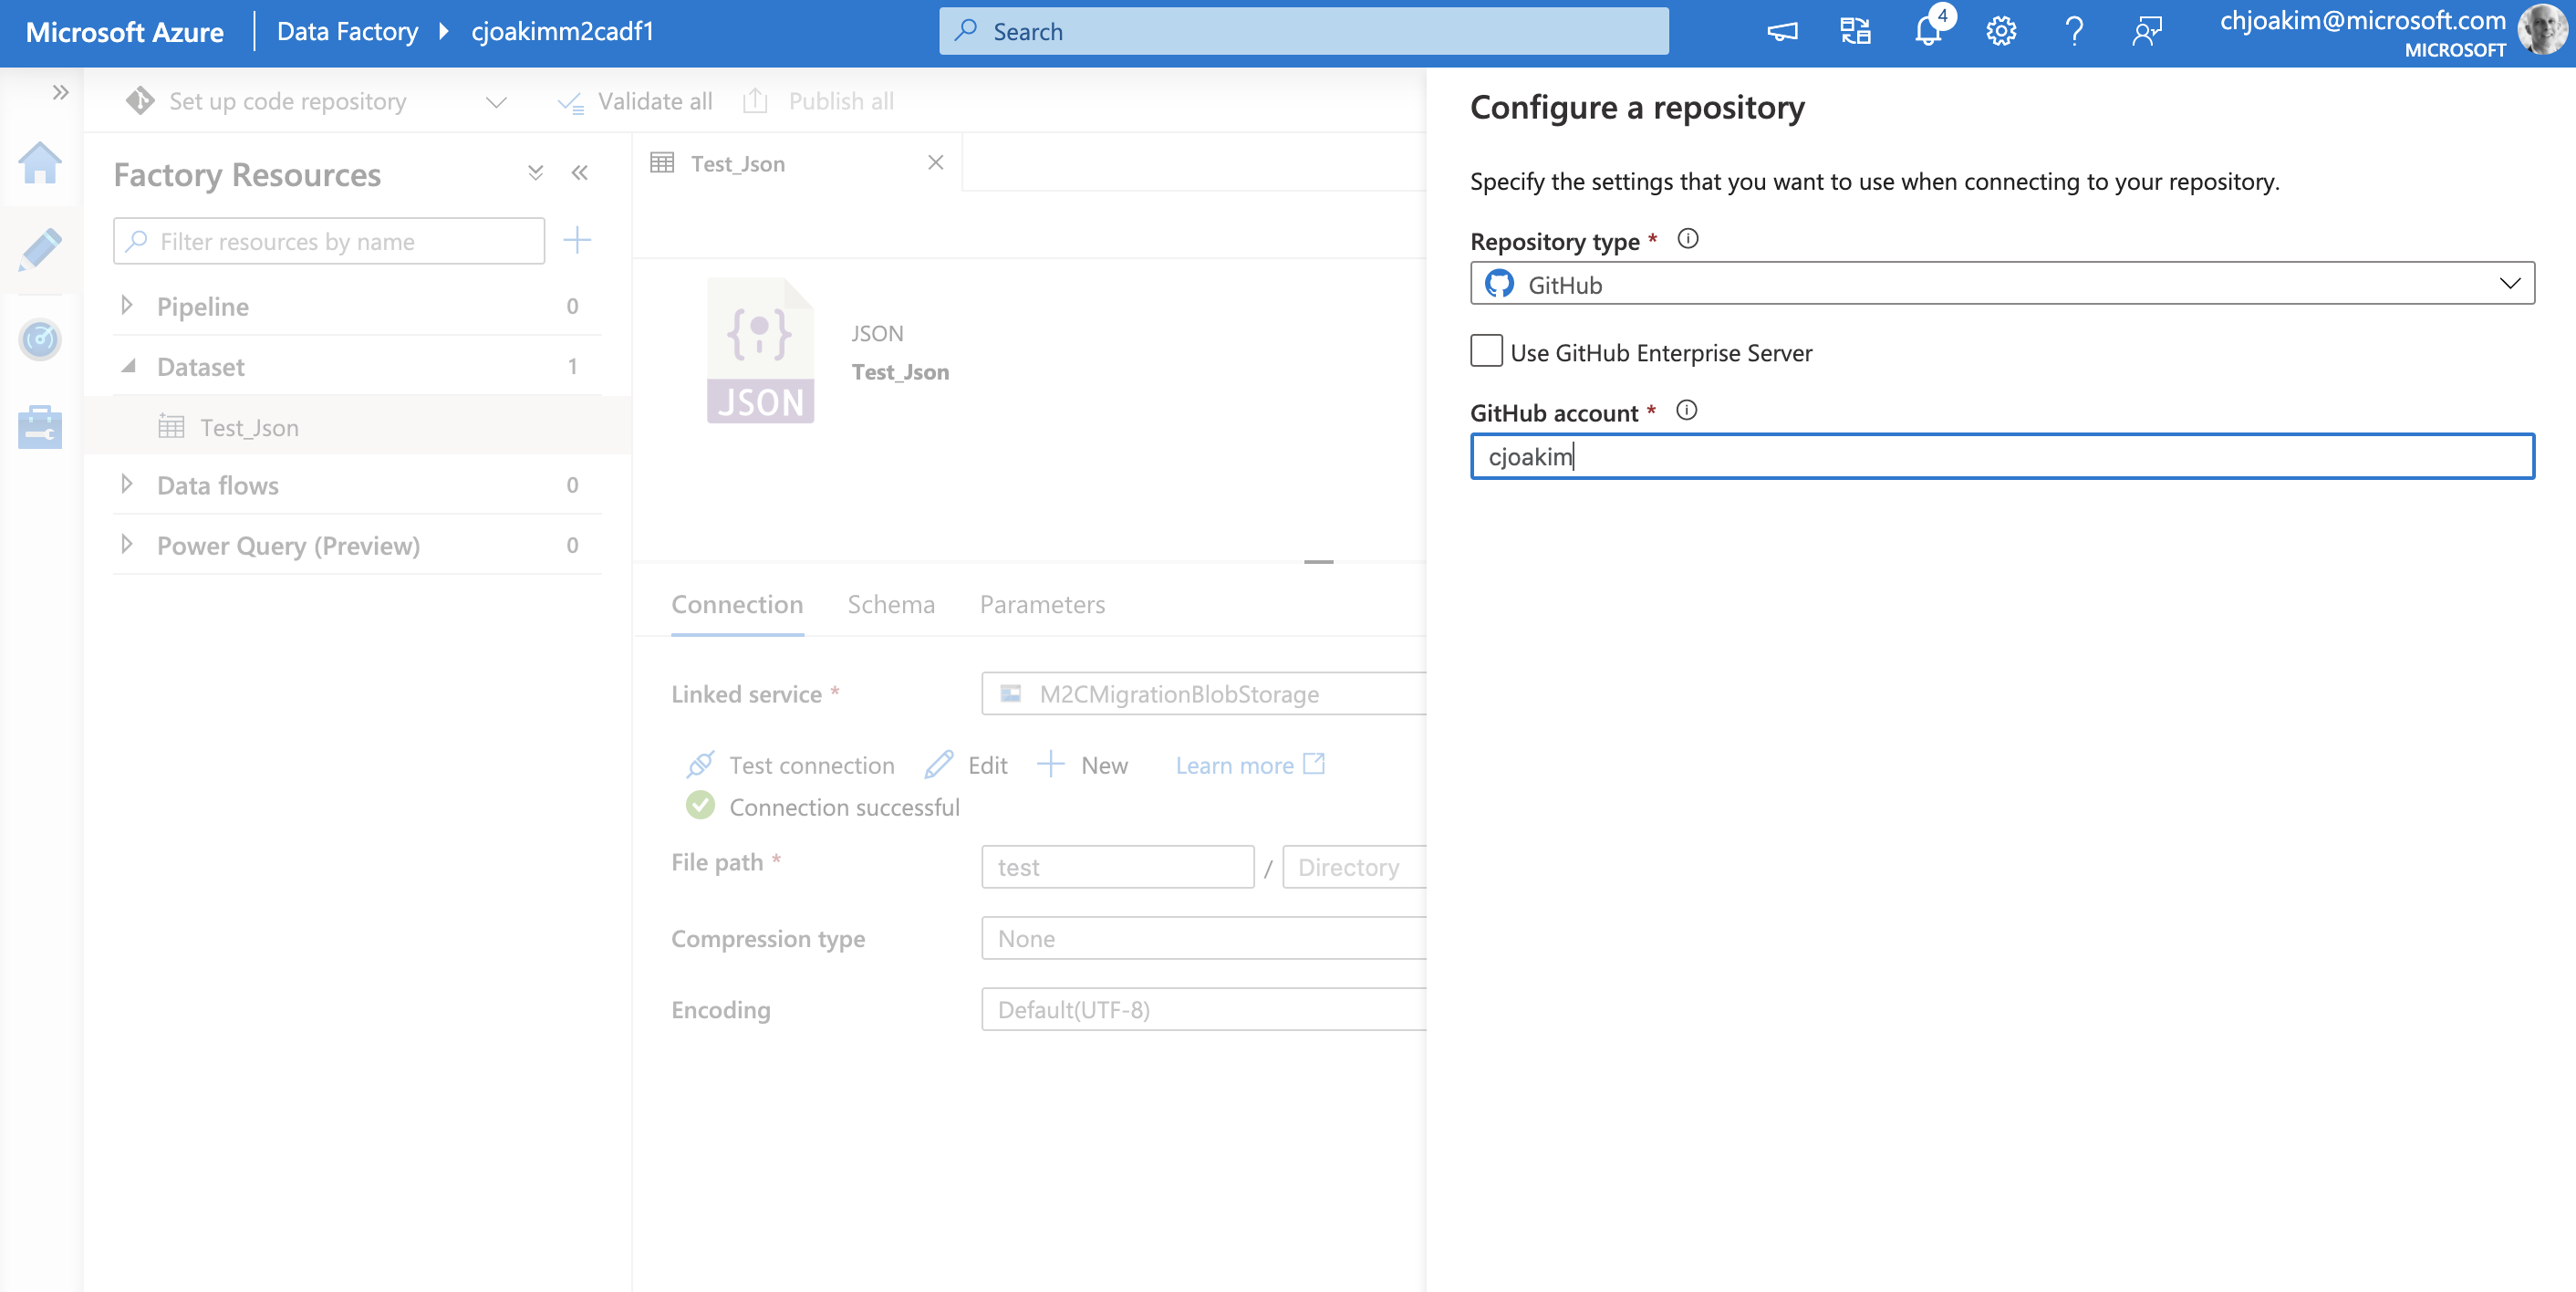 Microsoft Azure
Data Factory
cjoakimm2cadf1
Search
4
chjoakim@microsoft.com
MICROSOFT
Set up code repository
Validate all
Publish all
Factory Resources
Filter resources by name
Pipeline 0
Dataset 1
Test_Json
Data flows 0
Power Query (Preview) 0
Test_Json
{ }
JSON
JSON
Test_Json
Connection Schema Parameters
Linked service *
M2CMigrationBlobStorage
Test connection Edit New Learn more
Connection successful
File path *
test / Directory
Compression type
None
Encoding
Default(UTF-8)
Configure a repository
Specify the settings that you want to use when connecting to your repository.
Repository type *
GitHub
Use GitHub Enterprise Server
GitHub account *
cjoakim